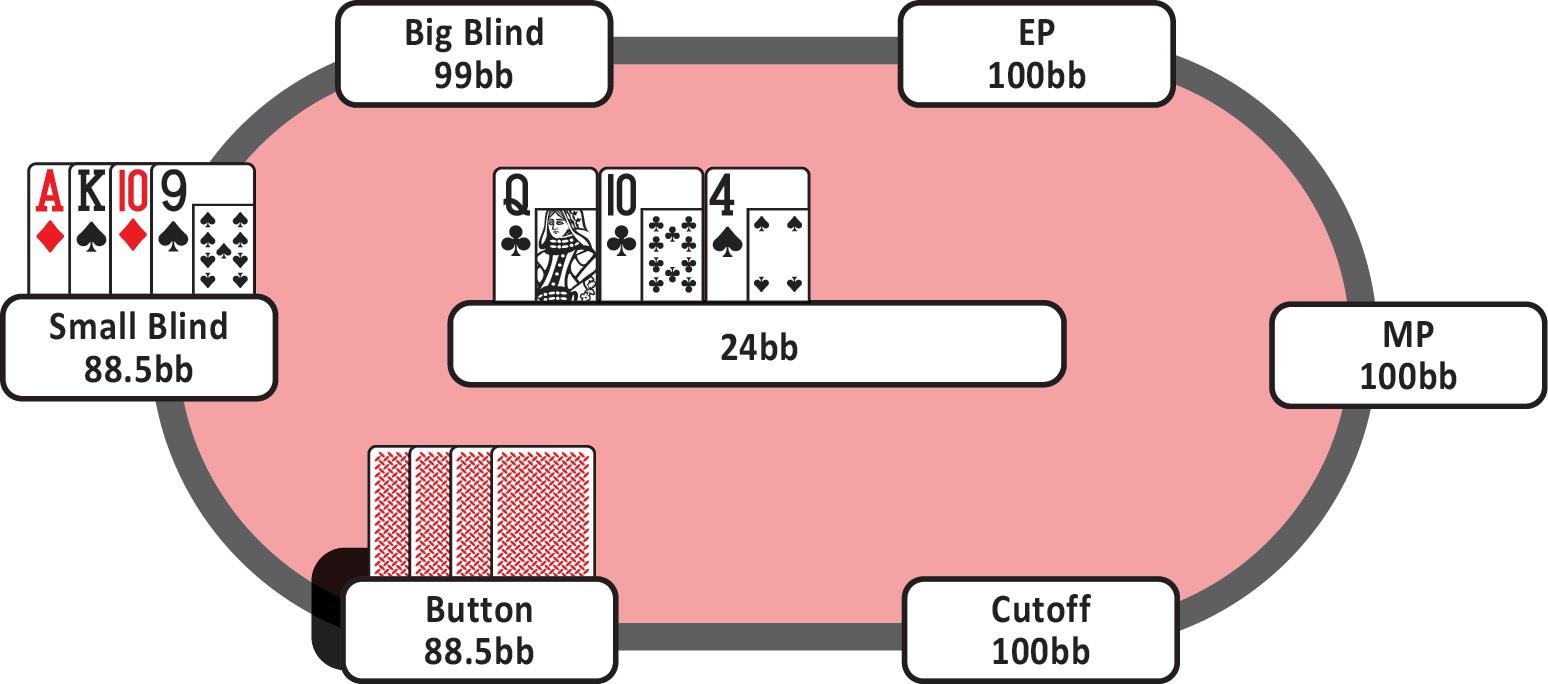 Big Blind
99bb
EP
100bb
A K 10 9
Q 10 4
Small Blind
88.5bb
24bb
MP
100bb
Button
88.5bb
Cutoff
100bb